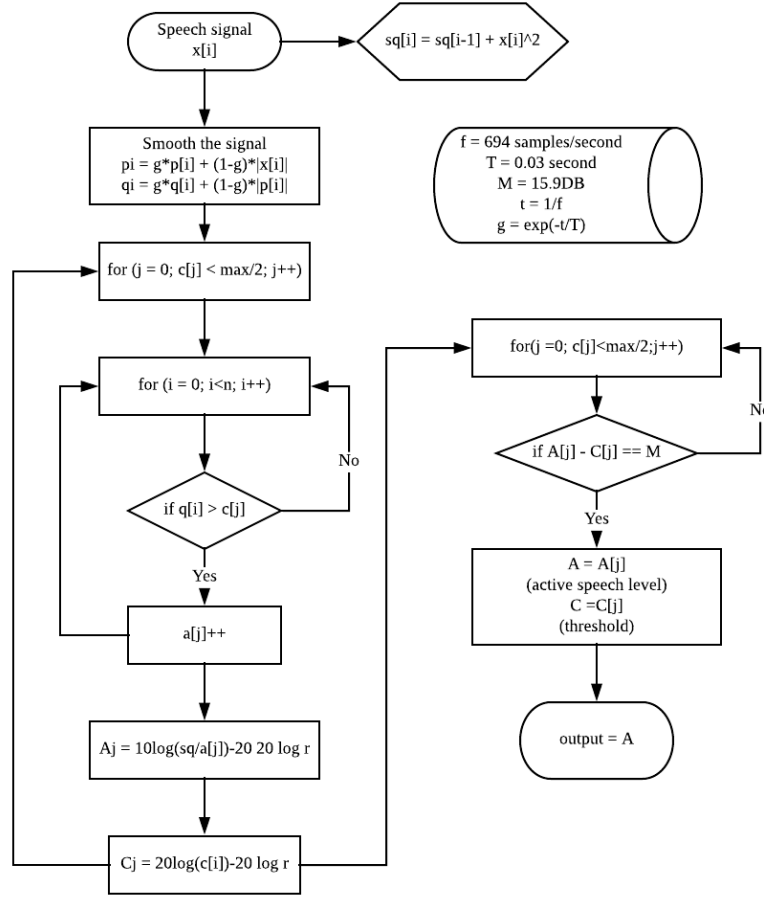 Speech signal
x[i]
sq[i] = sq[i-1] + x[i]^2
Smooth the signal
pi = g*p[i] + (1-g)*|x[i]|
qi = g*q[i] + (1-g)*|p[i]|
f = 694 samples/second
T = 0.03 second
M = 15.9DB
t = 1/f
g = exp(-t/T)
for (j = 0; c[j] < max/2; j++)
for (i = 0; i<n; i++)
No
if q[i] > c[j]
Yes
a[j]++
Aj = 10log(sq/a[j])-20 20 log r
Cj = 20log(c[i])-20 log r
for(j =0; c[j]<max/2;j++)
No
if A[j] - C[j] == M
Yes
A = A[j]
(active speech level)
C =C[j]
(threshold)
output = A